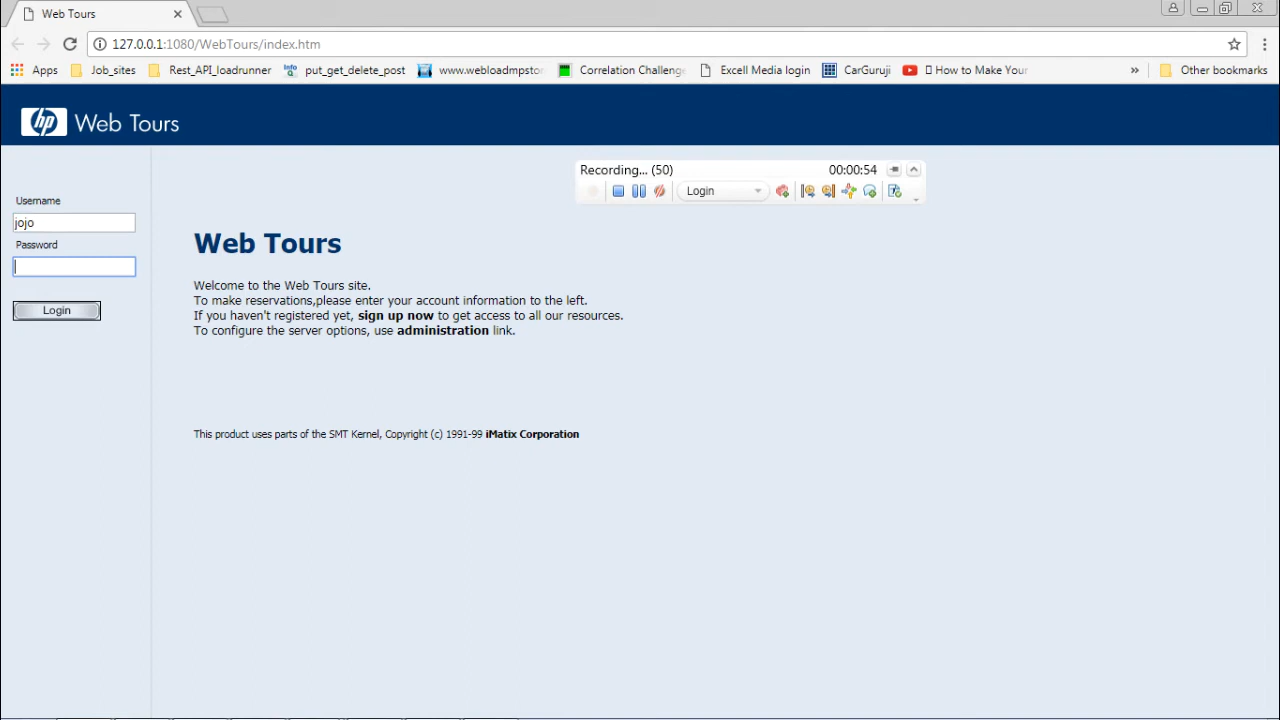 Web Tours
127.0.0.1:1080/WebTours/index.htm
Apps Job_sites Rest_API_loadrunner put_get_delete_post www.webloadmpstor Correlation Challeng Excell Media login CarGuruji How to Make Your » Other bookmarks
hp Web Tours
Recording... (50) 00:00:54
Login
Username
jojo
Password
Login
Web Tours
Welcome to the Web Tours site.
To make reservations,please enter your account information to the left.
If you haven't registered yet, sign up now to get access to all our resources.
To configure the server options, use administration link.
This product uses parts of the SMT Kernel, Copyright (c) 1991-99 iMatix Corporation